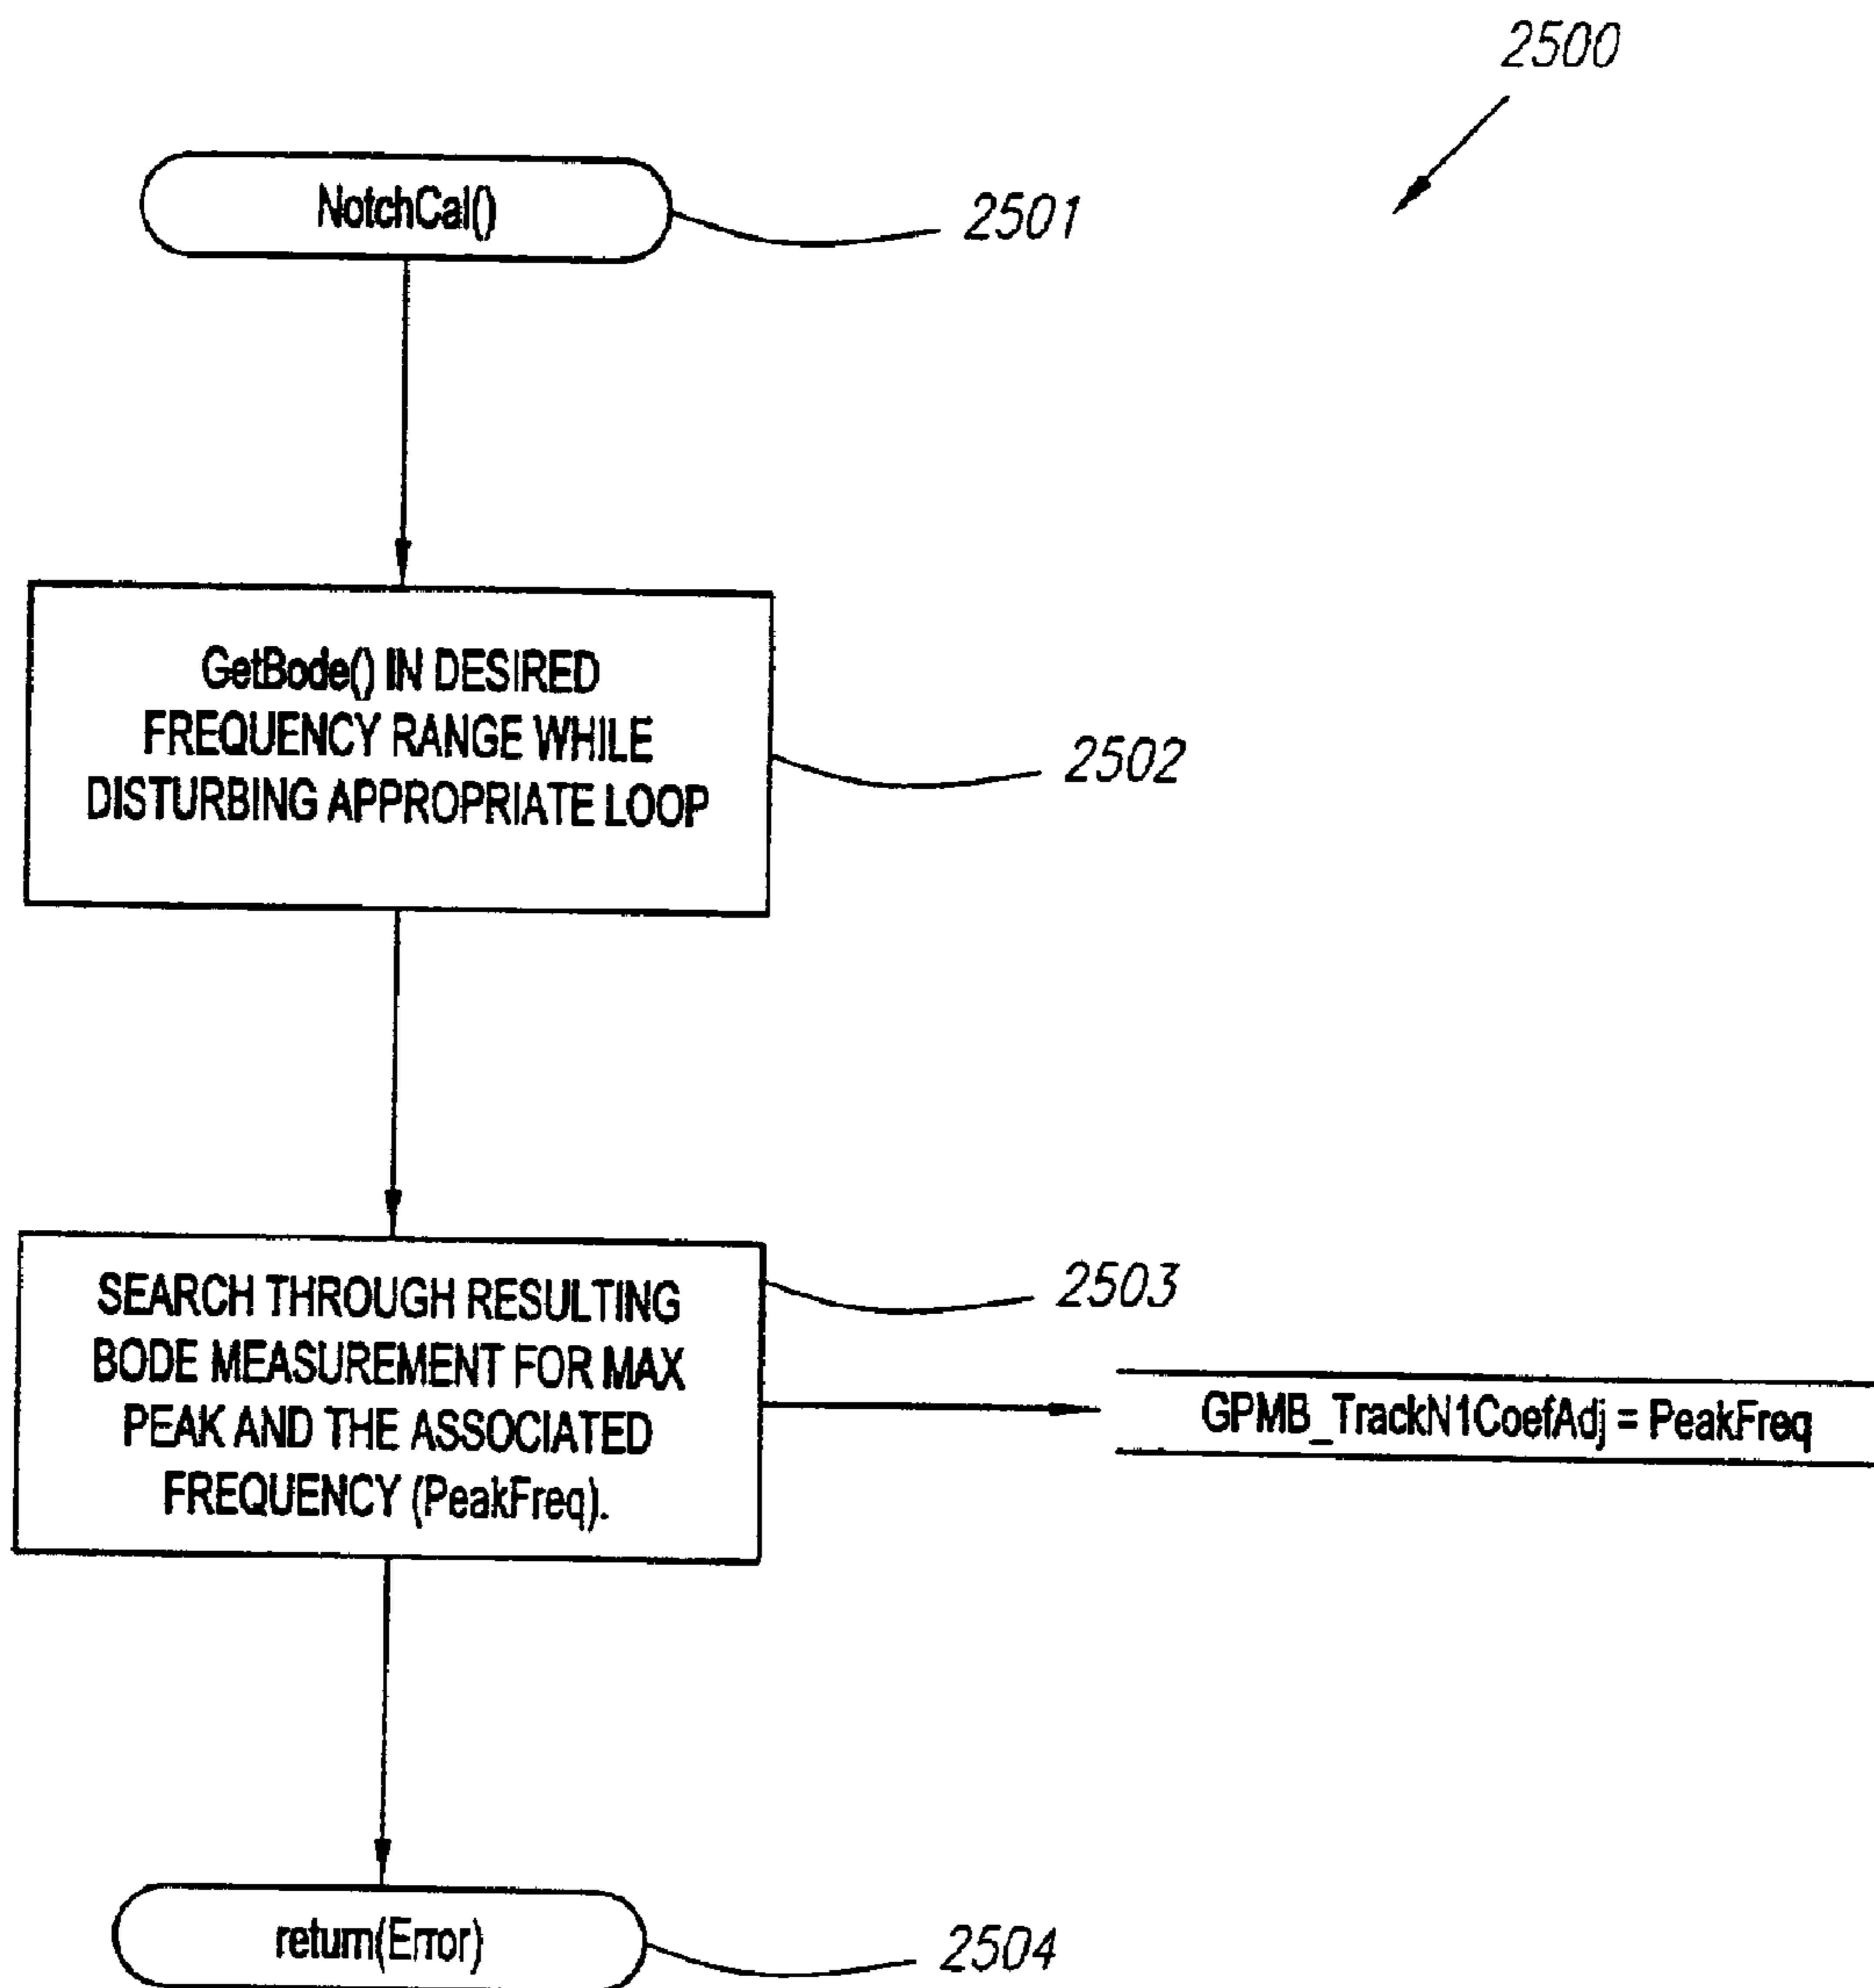 2500
NotchCal()
2501
GetBode() IN DESIRED
FREQUENCY RANGE WHILE
DISTURBING APPROPRIATE LOOP
2502
SEARCH THROUGH RESULTING
BODE MEASUREMENT FOR MAX
PEAK AND THE ASSOCIATED
FREQUENCY (PeakFreq).
2503
GPMB_TrackN1CoefAdj = PeakFreq
return(Error)
2504